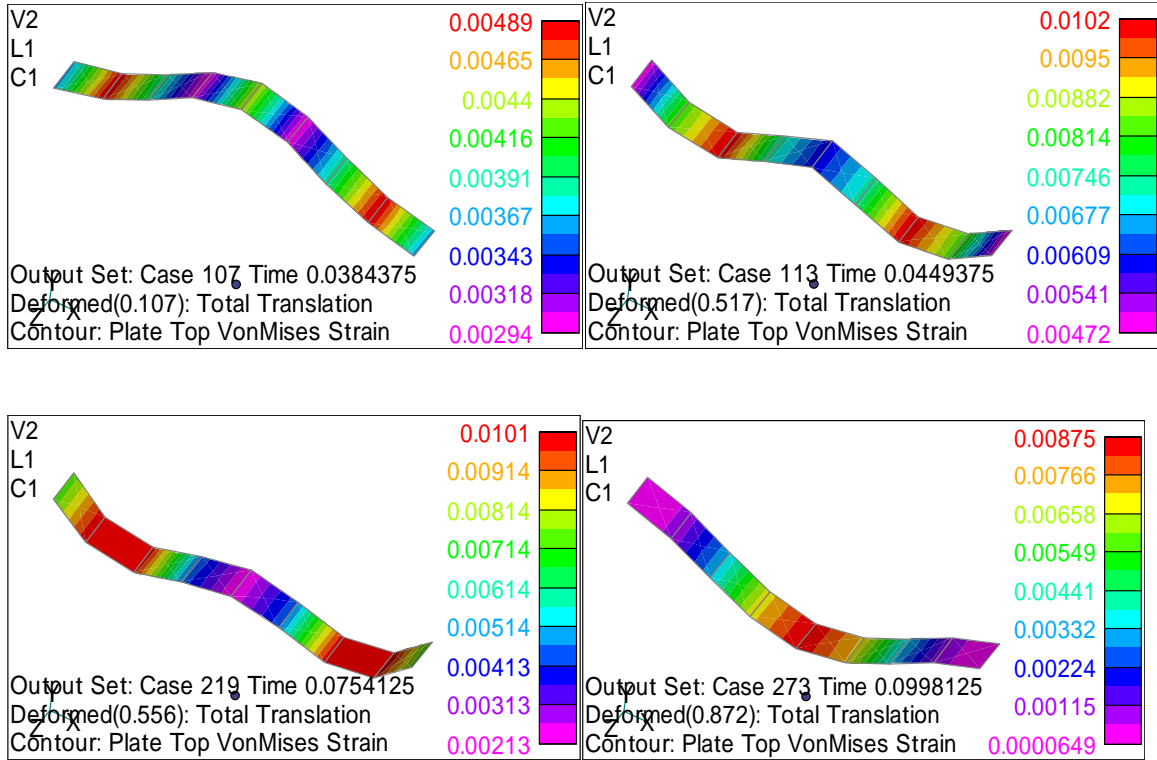 V2
L1
C1
0.00489
0.00465
0.0044
0.00416
0.00391
0.00367
0.00343
0.00318
0.00294
Y
Z X
Output Set: Case 107 Time 0.0384375
Deformed(0.107): Total Translation
Contour: Plate Top VonMises Strain
V2
L1
C1
0.0102
0.0095
0.00882
0.00814
0.00746
0.00677
0.00609
0.00541
0.00472
Y
Z X
Output Set: Case 113 Time 0.0449375
Deformed(0.517): Total Translation
Contour: Plate Top VonMises Strain
V2
L1
C1
0.0101
0.00914
0.00814
0.00714
0.00614
0.00514
0.00413
0.00313
0.00213
Y
Z X
Output Set: Case 219 Time 0.0754125
Deformed(0.556): Total Translation
Contour: Plate Top VonMises Strain
V2
L1
C1
0.00875
0.00766
0.00658
0.00549
0.00441
0.00332
0.00224
0.00115
0.0000649
Y
Z X
Output Set: Case 273 Time 0.0998125
Deformed(0.872): Total Translation
Contour: Plate Top VonMises Strain